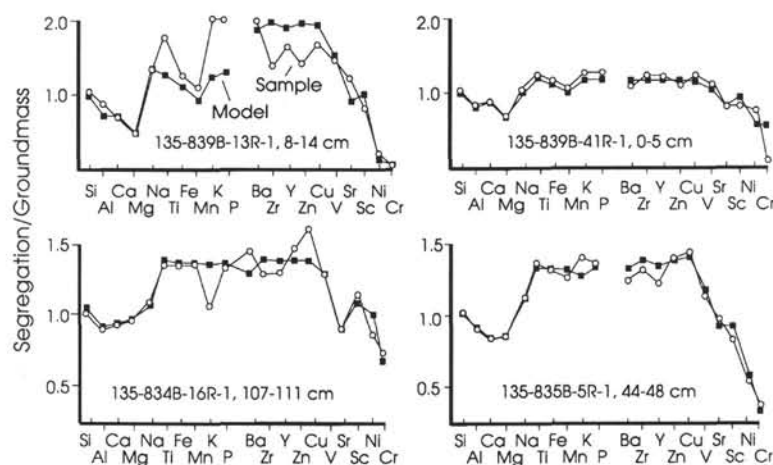 Segregation/Groundmass
2.0
1.0
Sample
Model
135-839B-13R-1, 8-14 cm
Si Ca Na Fe K Ba Y Cu Sr Ni
Al Mg Ti Mn P Zr Zn V Sc Cr
2.0
1.0
135-839B-41R-1, 0-5 cm
Si Ca Na Fe K Ba Y Cu Sr Ni
Al Mg Ti Mn P Zr Zn V Sc Cr
1.5
1.0
0.5
135-834B-16R-1, 107-111 cm
Si Ca Na Fe K Ba Y Cu Sr Ni
Al Mg Ti Mn P Zr Zn V Sc Cr
1.5
1.0
0.5
135-835B-5R-1, 44-48 cm
Si Ca Na Fe K Ba Y Cu Sr Ni
Al Mg Ti Mn P Zr Zn V Sc Cr